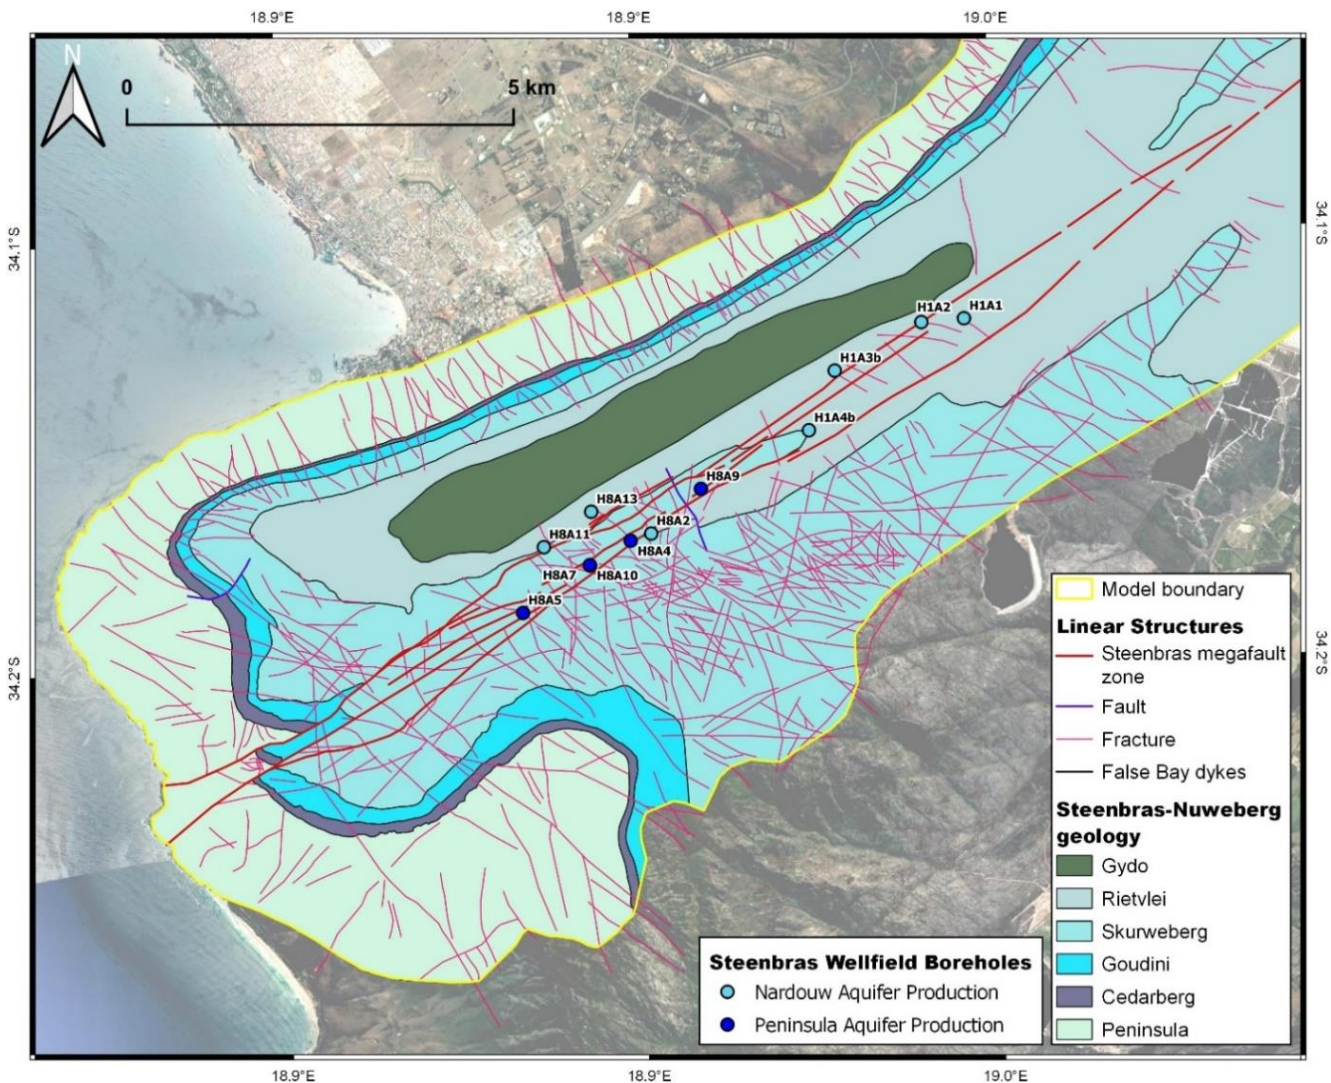 18.9°E 18.9°E 19.0°E
N
0 5 km
34.1°S
34.1°S
H1A2 H1A1
H1A3b
H1A4b
H8A9
H8A13
H8A2
H8A11
H8A4
H8A7 H8A10
H8A5
34.2°S
34.2°S
Model boundary
Linear Structures
Steenbras megafault
zone
Fault
Fracture
False Bay dykes
Steenbras-Nuweberg
geology
Gydo
Rietvlei
Skurweberg
Goudini
Cedarberg
Peninsula
Steenbras Wellfield Boreholes
Nardouw Aquifer Production
Peninsula Aquifer Production
18.9°E 18.9°E 19.0°E